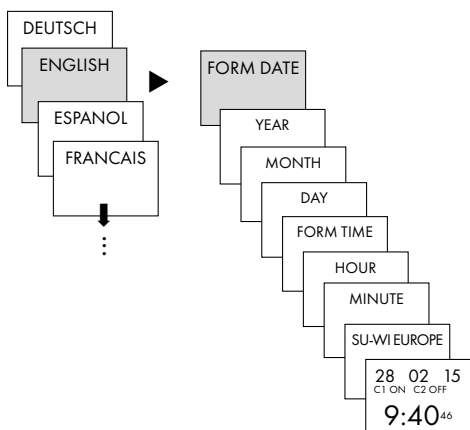 DEUTSCH
ENGLISH
ESPANOL
FRANCAIS
FORM DATE
YEAR
MONTH
DAY
FORM TIME
HOUR
MINUTE
SU-WI EUROPE
28 02 15
C1 ON C2 OFF
9:40 46